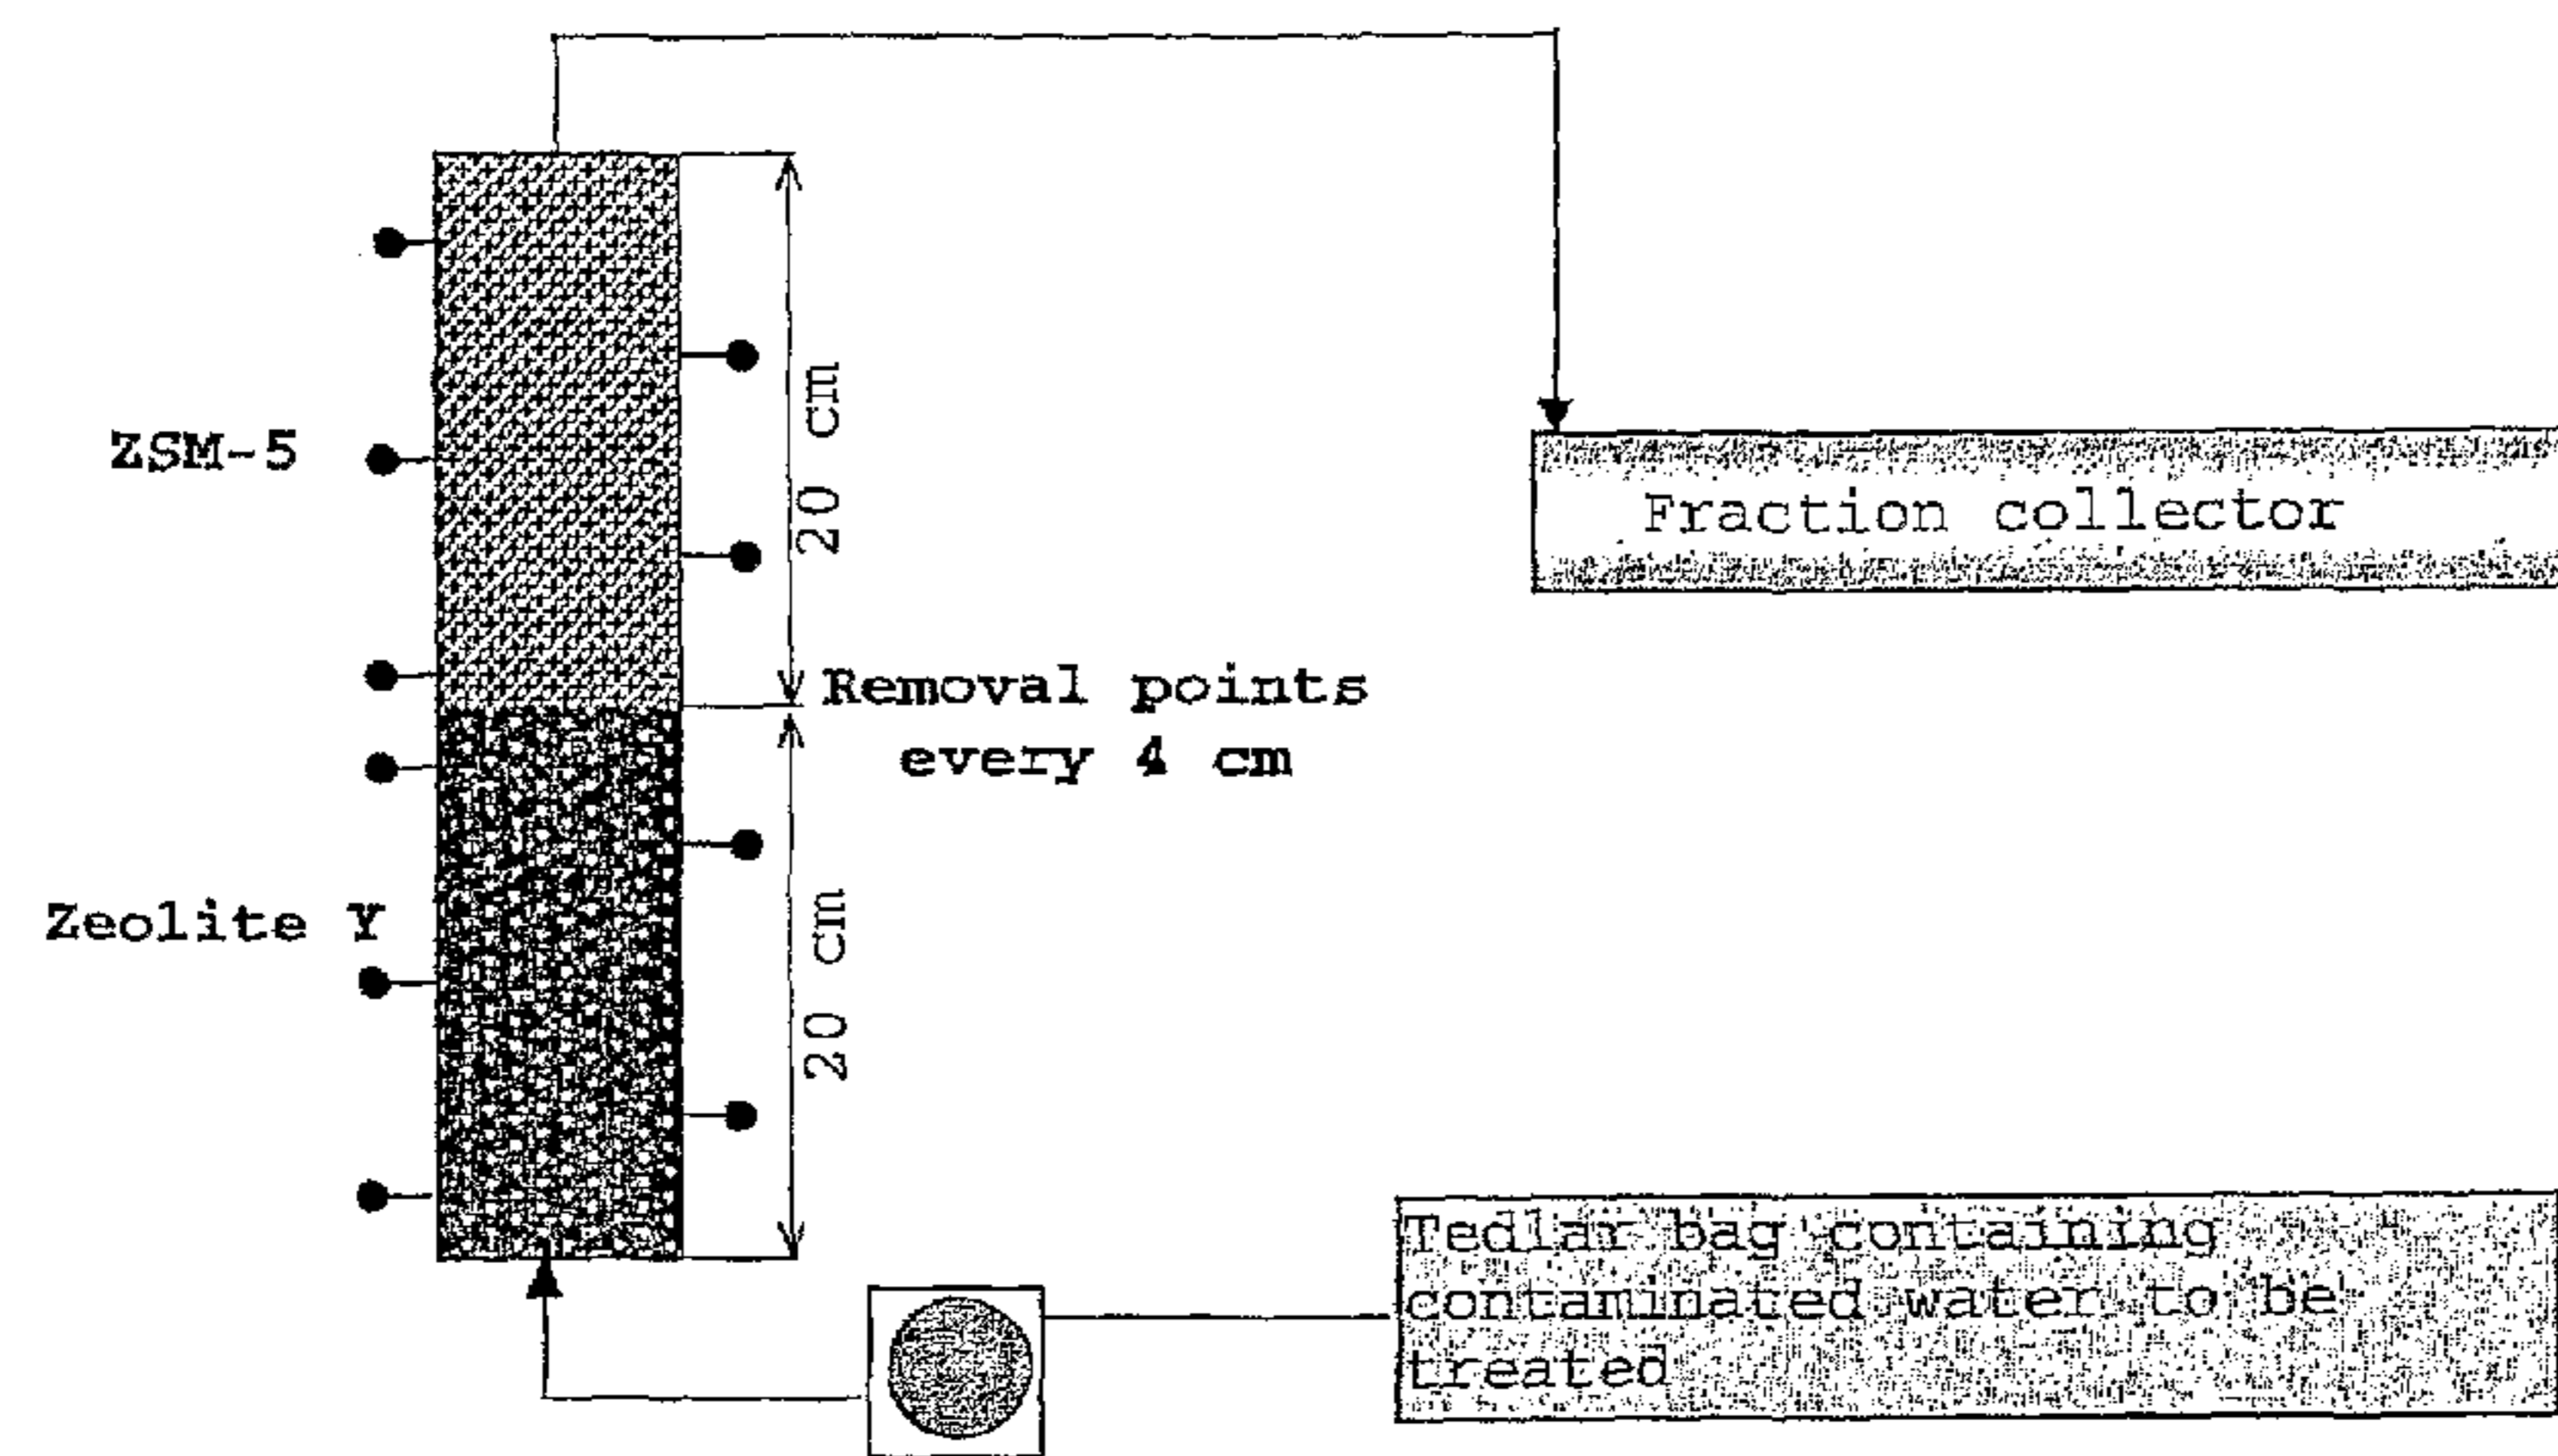 ZSM-5
20 cm
Fraction collector
Removal points
every 4 cm
Zeolite Y
20 cm
Tedlar bag containing
contaminated water to be
treated